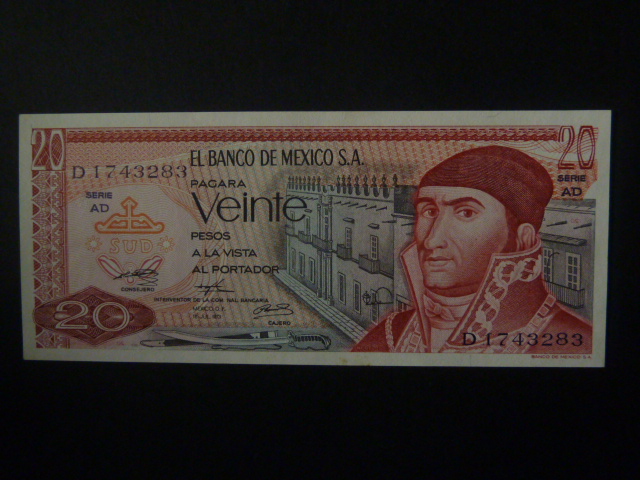 20
20
EL BANCO DE MEXICO S.A.
D 1743283
SERIE
AD
SERIE
AD
PAGARA
Veinte
PESOS
A LA VISTA
AL PORTADOR
SUD
CONSEJERO
INTERVENTOR DE LA COM. NAL. BANCARIA
MEXICO, D.F.
CAJERO
20
D 1743283
BANCO DE MEXICO S.A.